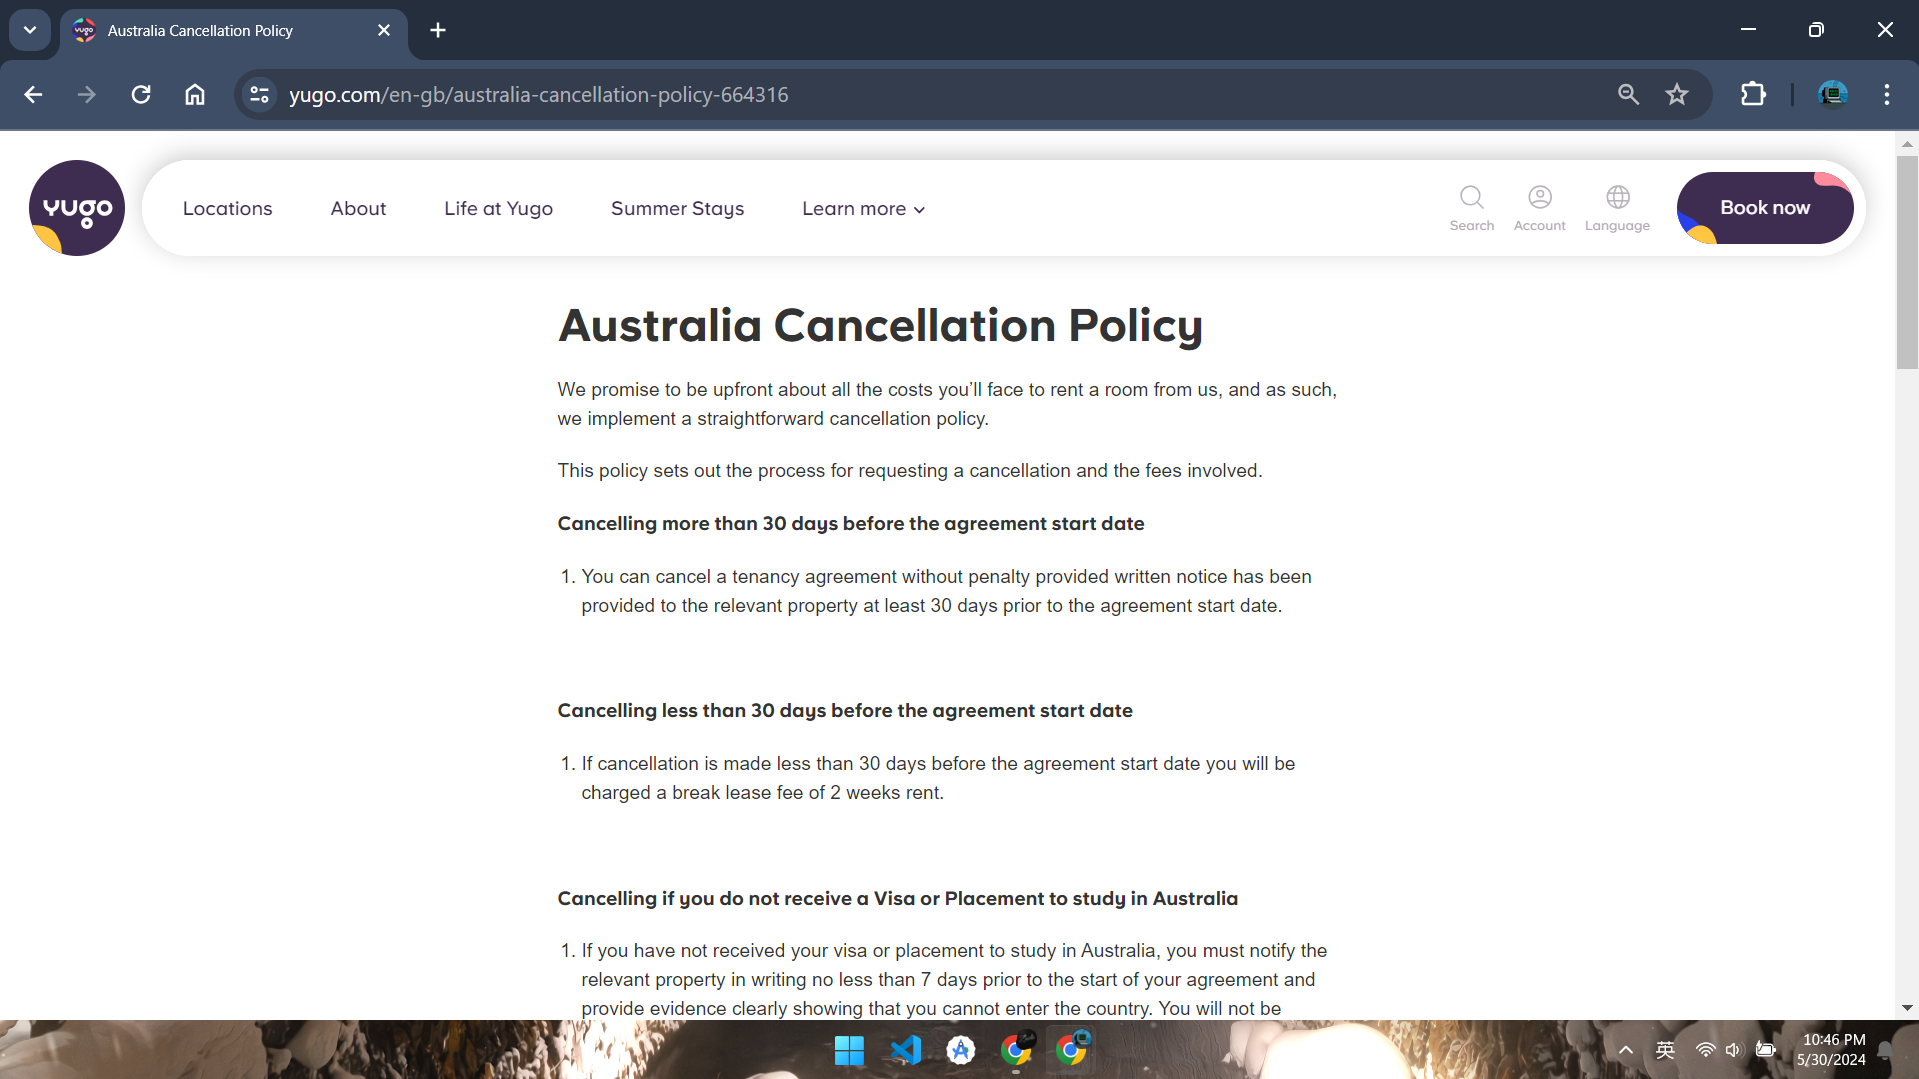 Australia Cancellation Policy
yugo.com/en-gb/australia-cancellation-policy-664316
yugo
Locations
About
Life at Yugo
Summer Stays
Learn more
Search
Account
Language
Book now
Australia Cancellation Policy
We promise to be upfront about all the costs you’ll face to rent a room from us, and as such,
we implement a straightforward cancellation policy.
This policy sets out the process for requesting a cancellation and the fees involved.
Cancelling more than 30 days before the agreement start date
1. You can cancel a tenancy agreement without penalty provided written notice has been
provided to the relevant property at least 30 days prior to the agreement start date.
Cancelling less than 30 days before the agreement start date
1. If cancellation is made less than 30 days before the agreement start date you will be
charged a break lease fee of 2 weeks rent.
Cancelling if you do not receive a Visa or Placement to study in Australia
1. If you have not received your visa or placement to study in Australia, you must notify the
relevant property in writing no less than 7 days prior to the start of your agreement and
provide evidence clearly showing that you cannot enter the country. You will not be
英
10:46 PM
5/30/2024